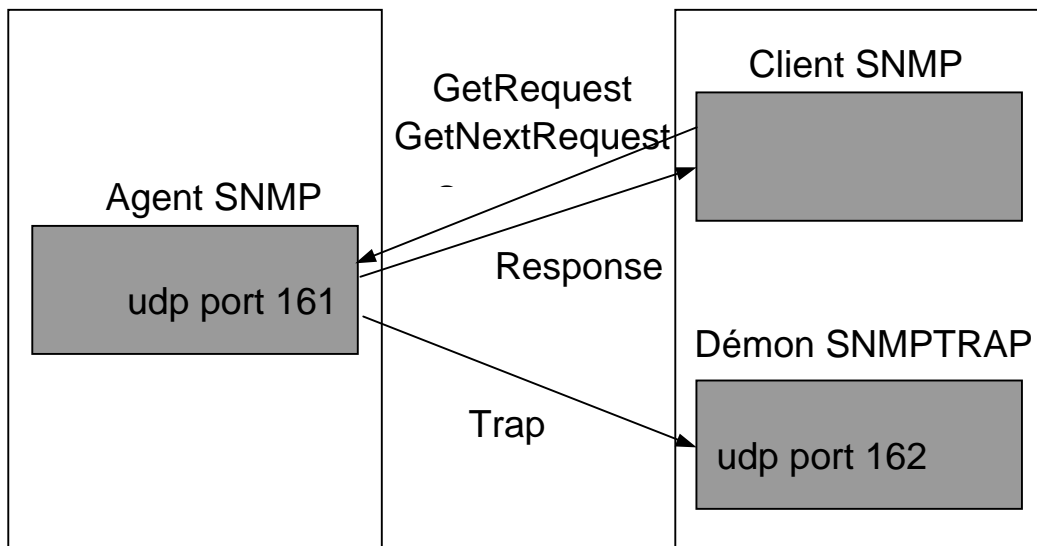 Client SNMP
GetRequest
GetNextRequest
Agent SNMP
Response
udp port 161
Démon SNMPTRAP
Trap
udp port 162